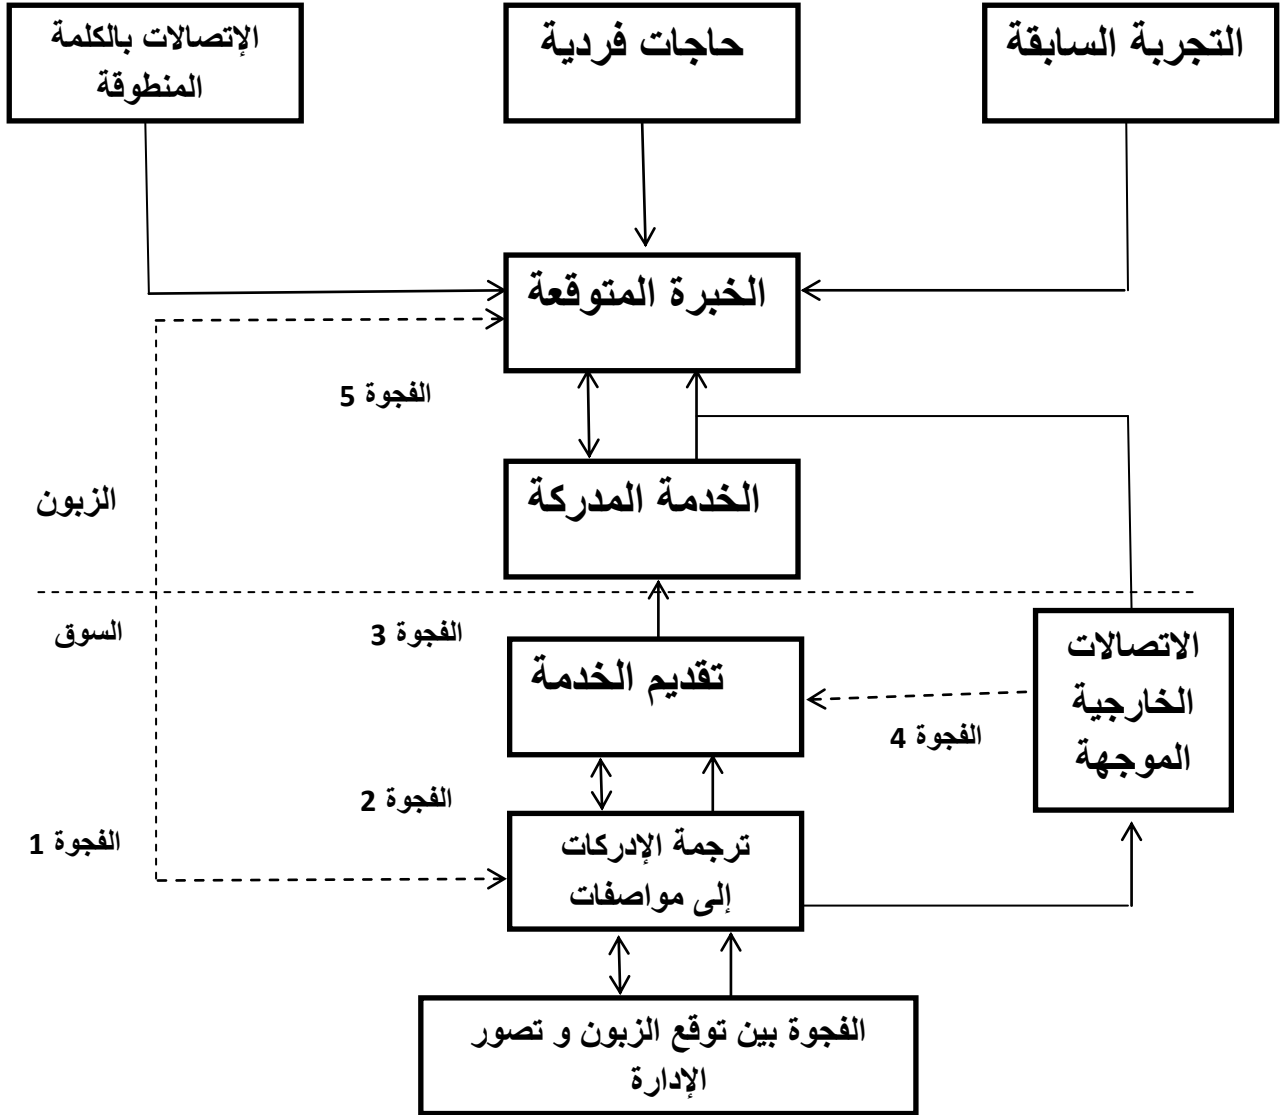 التجربة السابقة
حاجات فردية
الإتصالات بالكلمة
المنطوقة
الخبرة المتوقعة
الفجوة 5
الخدمة المدركة
الزبون
السوق
الفجوة 3
تقديم الخدمة
الاتصالات
الخارجية
الموجهة
الفجوة 4
الفجوة 2
الفجوة 1
ترجمة الإدركات
إلى مواصفات
الفجوة بين توقع الزبون و تصور
الإدارة